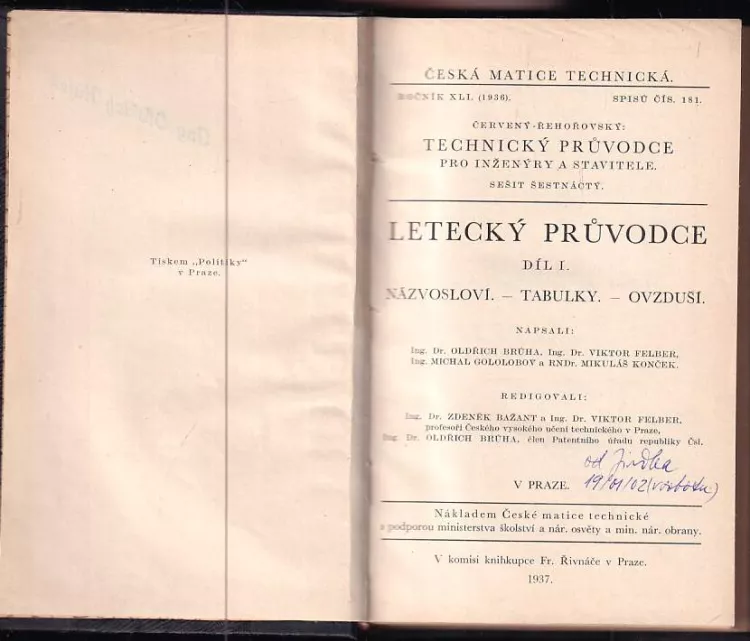 Tiskem „Politiky"
v Praze.
ČESKÁ MATICE TECHNICKÁ.
ROČNÍK XLI. (1936). SPISŮ ČÍS. 181.
ČERVENÝ-ŘEHOŘOVSKÝ:
TECHNICKÝ PRŮVODCE
PRO INŽENÝRY A STAVITELE.
SEŠIT ŠESTNÁCTÝ.
LETECKÝ PRŮVODCE
DÍL I.
NÁZVOSLOVÍ. – TABULKY. – OVZDUŠÍ.
NAPSALI:
Ing. Dr. OLDŘICH BRŮHA, Ing. Dr. VIKTOR FELBER,
Ing. MICHAL GOLOLOBOV a RNDr. MIKULÁŠ KONČEK.
REDIGOVALI:
Ing. Dr. ZDENĚK BAŽANT a Ing. Dr. VIKTOR FELBER,
profesoři Českého vysokého učení technického v Praze,
Ing. Dr. OLDŘICH BRŮHA, člen Patentního úřadu republiky Čsl.
od Jirdka
V PRAZE. 19/01/02
Nákladem České matice technické
s podporou ministerstva školství a nár. osvěty a min. nár. obrany.
V komisi knihkupce Fr. Řivnáče v Praze.
1937.